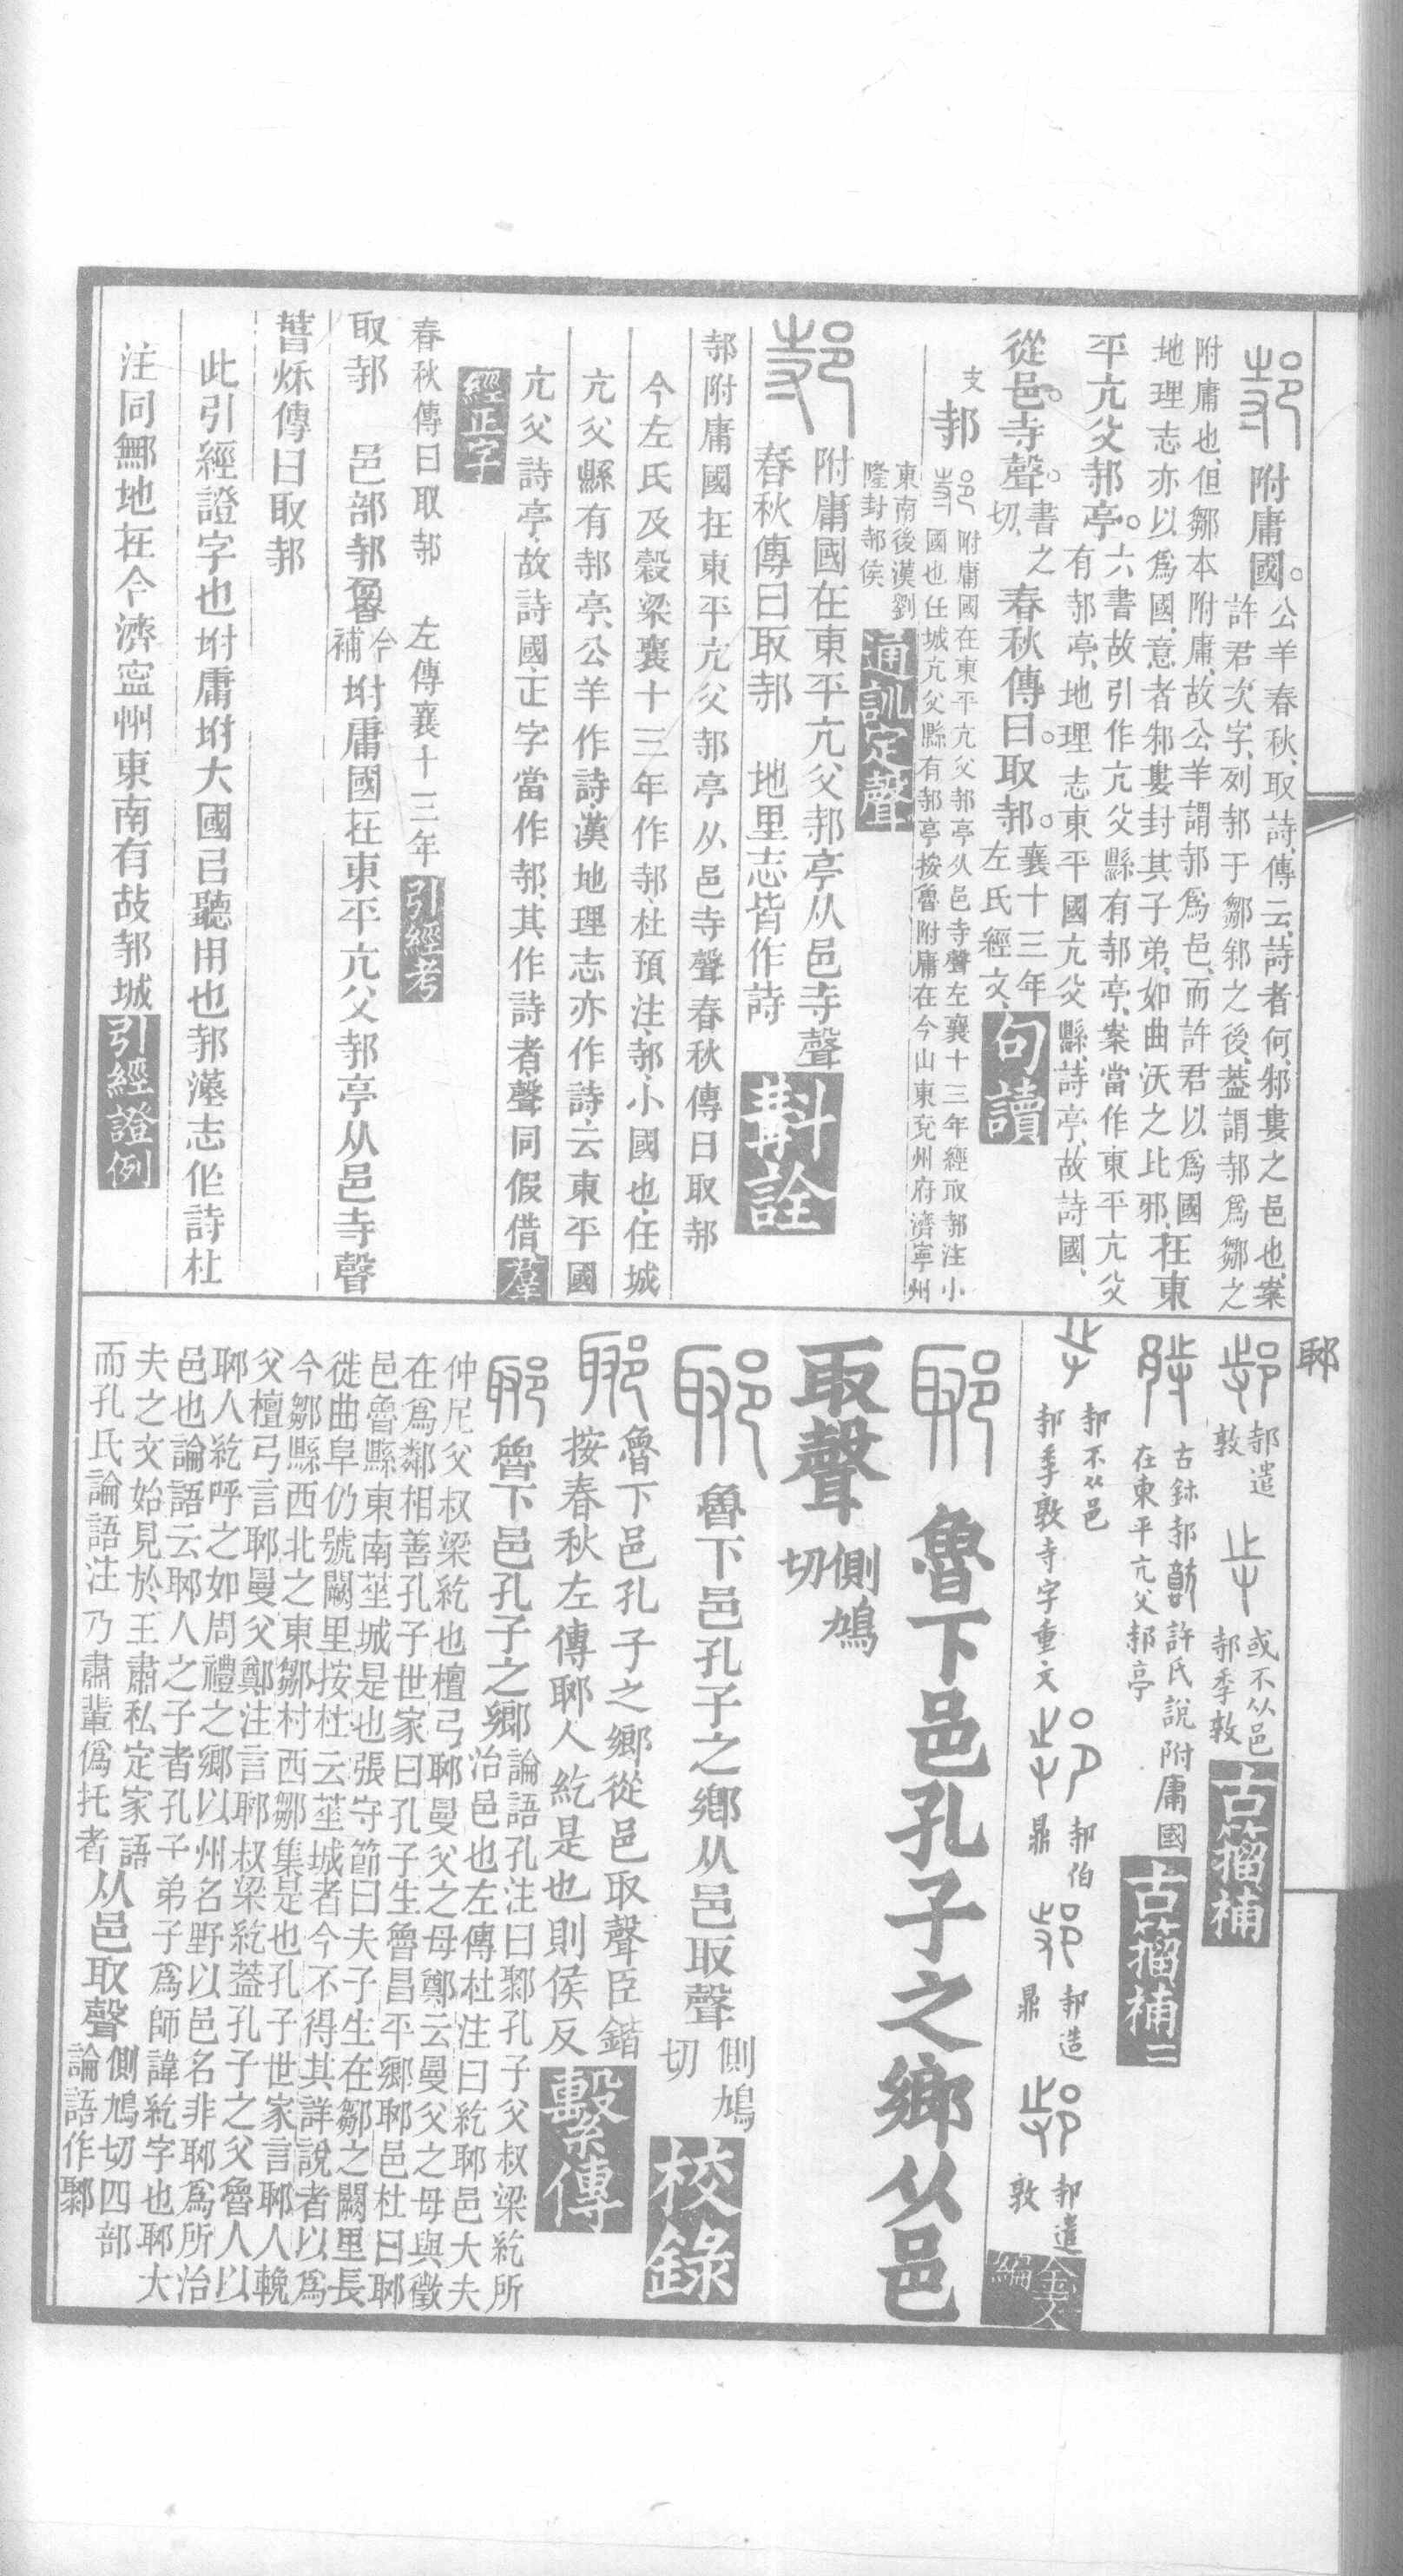 附庸國。公羊春秋、取詩、傳云、詩者何、邾婁之邑也、案
許君次字、列邿于鄒邾之後、葢謂邿爲鄒之
附庸也、但鄒本附庸、故公羊謂邿爲邑、而許君以爲國
地理志亦以爲國、意者邾婁封其子弟、如曲沃之比邪、在東
平亢父邿亭。六書故引作亢父縣有邿亭、案當作東平亢父
有邿亭、地理志東平國亢父縣、詩亭、故詩國、
從邑。寺聲。書之切、春秋傳曰。取邿。襄十三年左氏經文、句讀
支
邿 附庸國在東平亢父邿亭从邑寺聲左襄十三年經取邿注小
國也任城亢父縣有邿亭按魯附庸在今山東兗州府濟寧州
東南後漢劉
隆封邿侯 通訓定聲
附庸國在東平亢父邿亭从邑寺聲
春秋傳曰取邿 地里志皆作詩 斠詮
邿附庸國在東平亢父邿亭从邑寺聲春秋傳曰取邿
今左氏及穀梁襄十三年作邿、杜預注、邿、小國也、任城
亢父縣有邿亭、公羊作詩、漢地理志亦作詩、云東平國
亢父詩亭、故詩國、正字當作邿、其作詩者、聲同假借、羣
經正字
春秋傳曰取邿 左傳襄十三年 引經考
取邿 邑部邿 今補 坿庸國在東平亢父邿亭从邑寺聲
萅秌傳曰取邿
此引經證字也坿庸坿大國㠯聽用也邿漢志作詩杜
注同鄦地在今濟寍州東南有故邿城 引經證例
郰
邿遣
敦
或不从邑
邿季敦 古籀補
古鉨邿 許氏說附庸國
在東平亢父邿亭 古籀補二
邿不从邑
邿季敦寺字重文
邿伯
鼎
邿造
鼎
邿遣
敦 金文編
魯下邑孔子之鄉从邑
取聲 側鳩切
魯下邑孔子之鄉从邑取聲 側鳩切 校錄
魯下邑孔子之鄉從邑取聲臣鍇
按春秋左傳郰人紇是也則侯反 繫傳
魯下邑孔子之鄉 論語孔注曰鄹孔子父叔梁紇所
治邑也左傳杜注曰紇郰邑大夫
仲尼父叔梁紇也檀弓郰曼父之母鄭云曼父之母與徵
在爲鄰相善孔子世家曰孔子生魯昌平鄉郰邑杜曰郰
邑魯縣東南莝城是也張守節曰夫子生在鄒之闕里長
徙曲阜仍號闕里按杜云莝城者今不得其詳說者以爲
今鄒縣西北之東鄒村西鄒集是也孔子世家言郰人輓
父檀弓言郰曼父鄭注言郰叔梁紇蓋孔子之父魯人以
郰人紇呼之如周禮之鄉以州名野以邑名非郰爲所治
邑也論語云郰人之子者孔子弟子爲師諱紇字也郰大
夫之文始見於王肅私定家語
而孔氏論語注乃肅輩僞托者 从邑取聲 側鳩切四部
論語作鄹